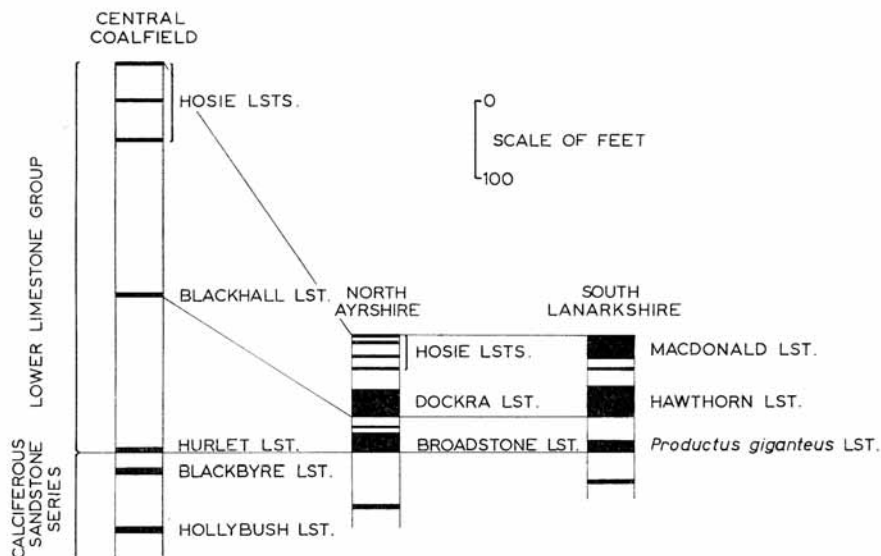 CENTRAL
COALFIELD
HOSIE LSTS.
0
SCALE OF FEET
100
LOWER LIMESTONE GROUP
BLACKHALL LST.
NORTH
AYRSHIRE
SOUTH
LANARKSHIRE
HOSIE LSTS.
MACDONALD LST.
DOCKRA LST.
HAWTHORN LST.
HURLET LST.
BROADSTONE LST.
Productus giganteus LST.
CALCIFEROUS
SANDSTONE
SERIES
BLACKBYRE LST.
HOLLYBUSH LST.